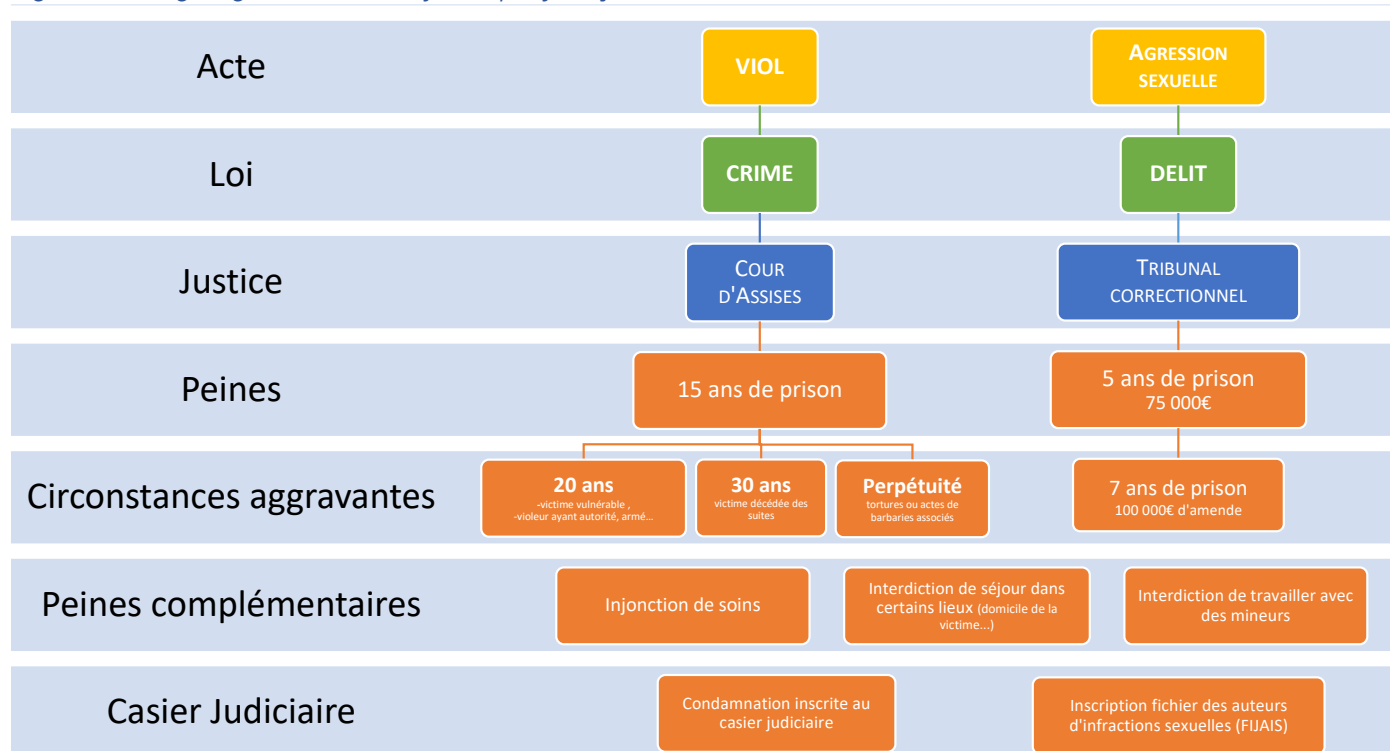 Acte
VIOL
AGRESSION
SEXUELLE
Loi
CRIME
DELIT
Justice
COUR
D'ASSISES
TRIBUNAL
CORRECTIONNEL
Peines
15 ans de prison
5 ans de prison
75 000€
Circonstances aggravantes
20 ans
-victime vulnérable ,
-violeur ayant autorité, armé...
30 ans
victime décédée des
suites
Perpétuité
tortures ou actes de
barbaries associés
7 ans de prison
100 000€ d'amende
Peines complémentaires
Injonction de soins
Interdiction de séjour dans
certains lieux (domicile de la
victime...)
Interdiction de travailler avec
des mineurs
Casier Judiciaire
Condamnation inscrite au
casier judiciaire
Inscription fichier des auteurs
d'infractions sexuelles (FIJAIS)